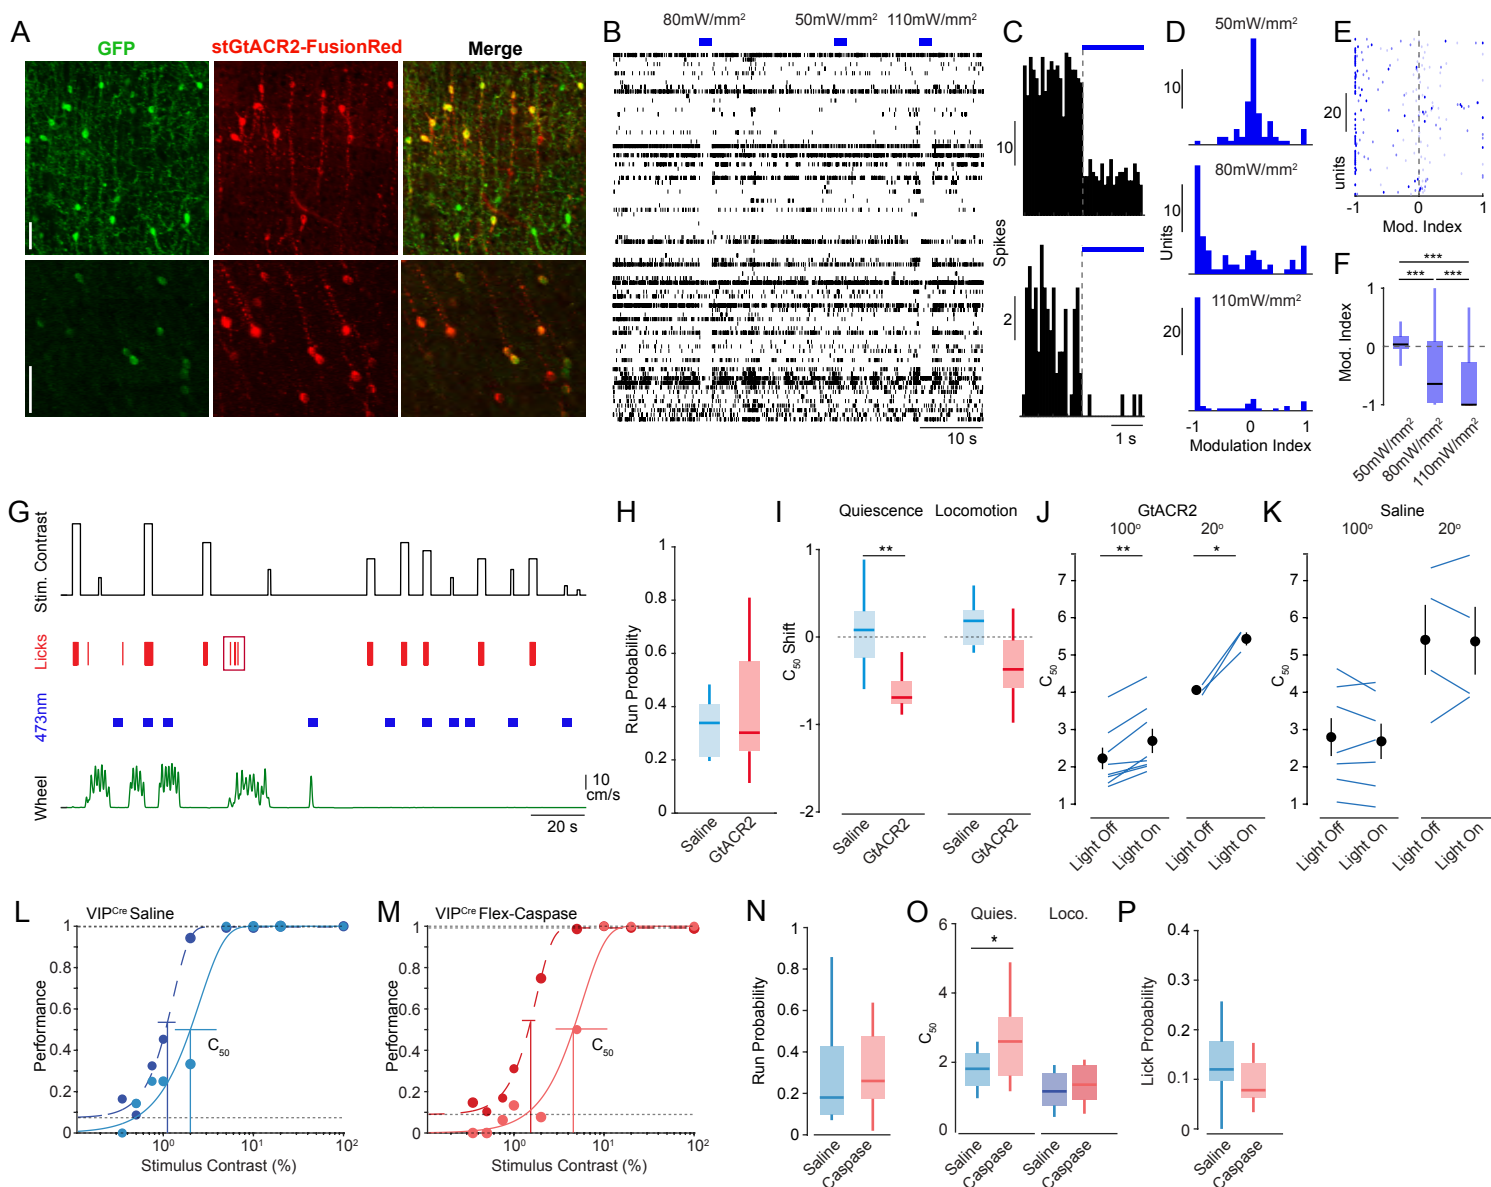 A
GFP
stGtACR2-FusionRed
Merge
B
80mW/mm²
50mW/mm²
110mW/mm²
10 s
C
Spikes
10
2
1 s
D
50mW/mm²
10
80mW/mm²
10
Units
110mW/mm²
20
-1
0
1
Modulation Index
E
20
units
-1
0
1
Mod. Index
F
***
***
***
Mod. Index
1
0
-1
50mW/mm²
80mW/mm²
110mW/mm²
G
Stim. Contrast
Licks
473nm
Wheel
10
cm/s
20 s
H
Run Probability
1
0.8
0.6
0.4
0.2
0
Saline
GtACR2
I
Quiescence
Locomotion
**
C₅₀ Shift
1
0
-1
-2
Saline
GtACR2
Saline
GtACR2
J
GtACR2
100°
20°
**
*
C₅₀
7
6
5
4
3
2
1
Light Off
Light On
Light Off
Light On
K
Saline
100°
20°
C₅₀
7
6
5
4
3
2
1
Light Off
Light On
Light Off
Light On
L
VIPᶜʳᵉ Saline
Performance
1
0.8
0.6
0.4
0.2
0
C₅₀
10⁰
10¹
10²
Stimulus Contrast (%)
M
VIPᶜʳᵉ Flex-Caspase
Performance
1
0.8
0.6
0.4
0.2
0
C₅₀
10⁰
10¹
10²
Stimulus Contrast (%)
N
Run Probability
1
0.8
0.6
0.4
0.2
0
Saline
Caspase
O
Quies.
Loco.
*
C₅₀
6
4
2
0
Saline
Caspase
Saline
Caspase
P
Lick Probability
0.4
0.3
0.2
0.1
0
Saline
Caspase